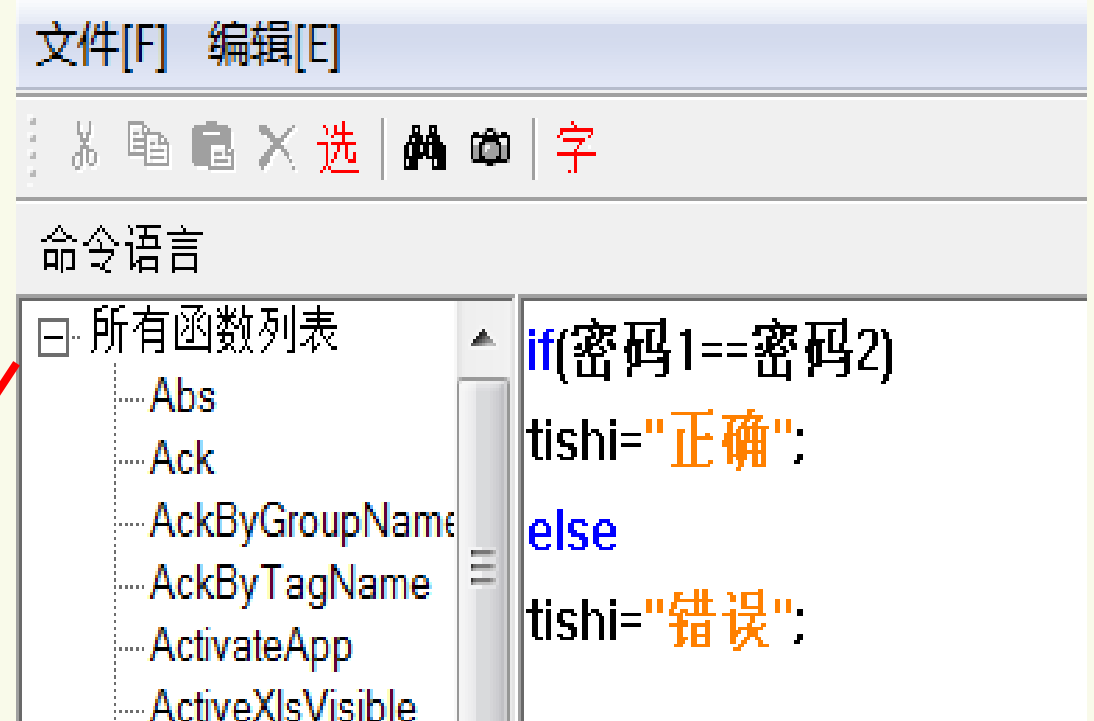 文件[F] 编辑[E]
选 字
命令语言
所有函数列表
Abs
Ack
AckByGroupName
AckByTagName
ActivateApp
ActiveXIsVisible
if(密码1==密码2)
tishi="正确";
else
tishi="错误";